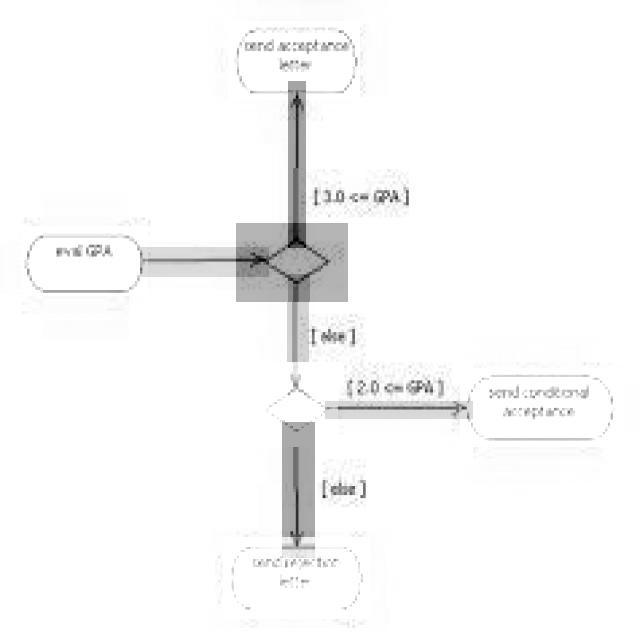 send acceptance
letter
[ 3.0 <= GPA ]
eval GPA
[ else ]
[ 2.0 <= GPA ]
send conditional
acceptance
[ else ]
send rejection
letter